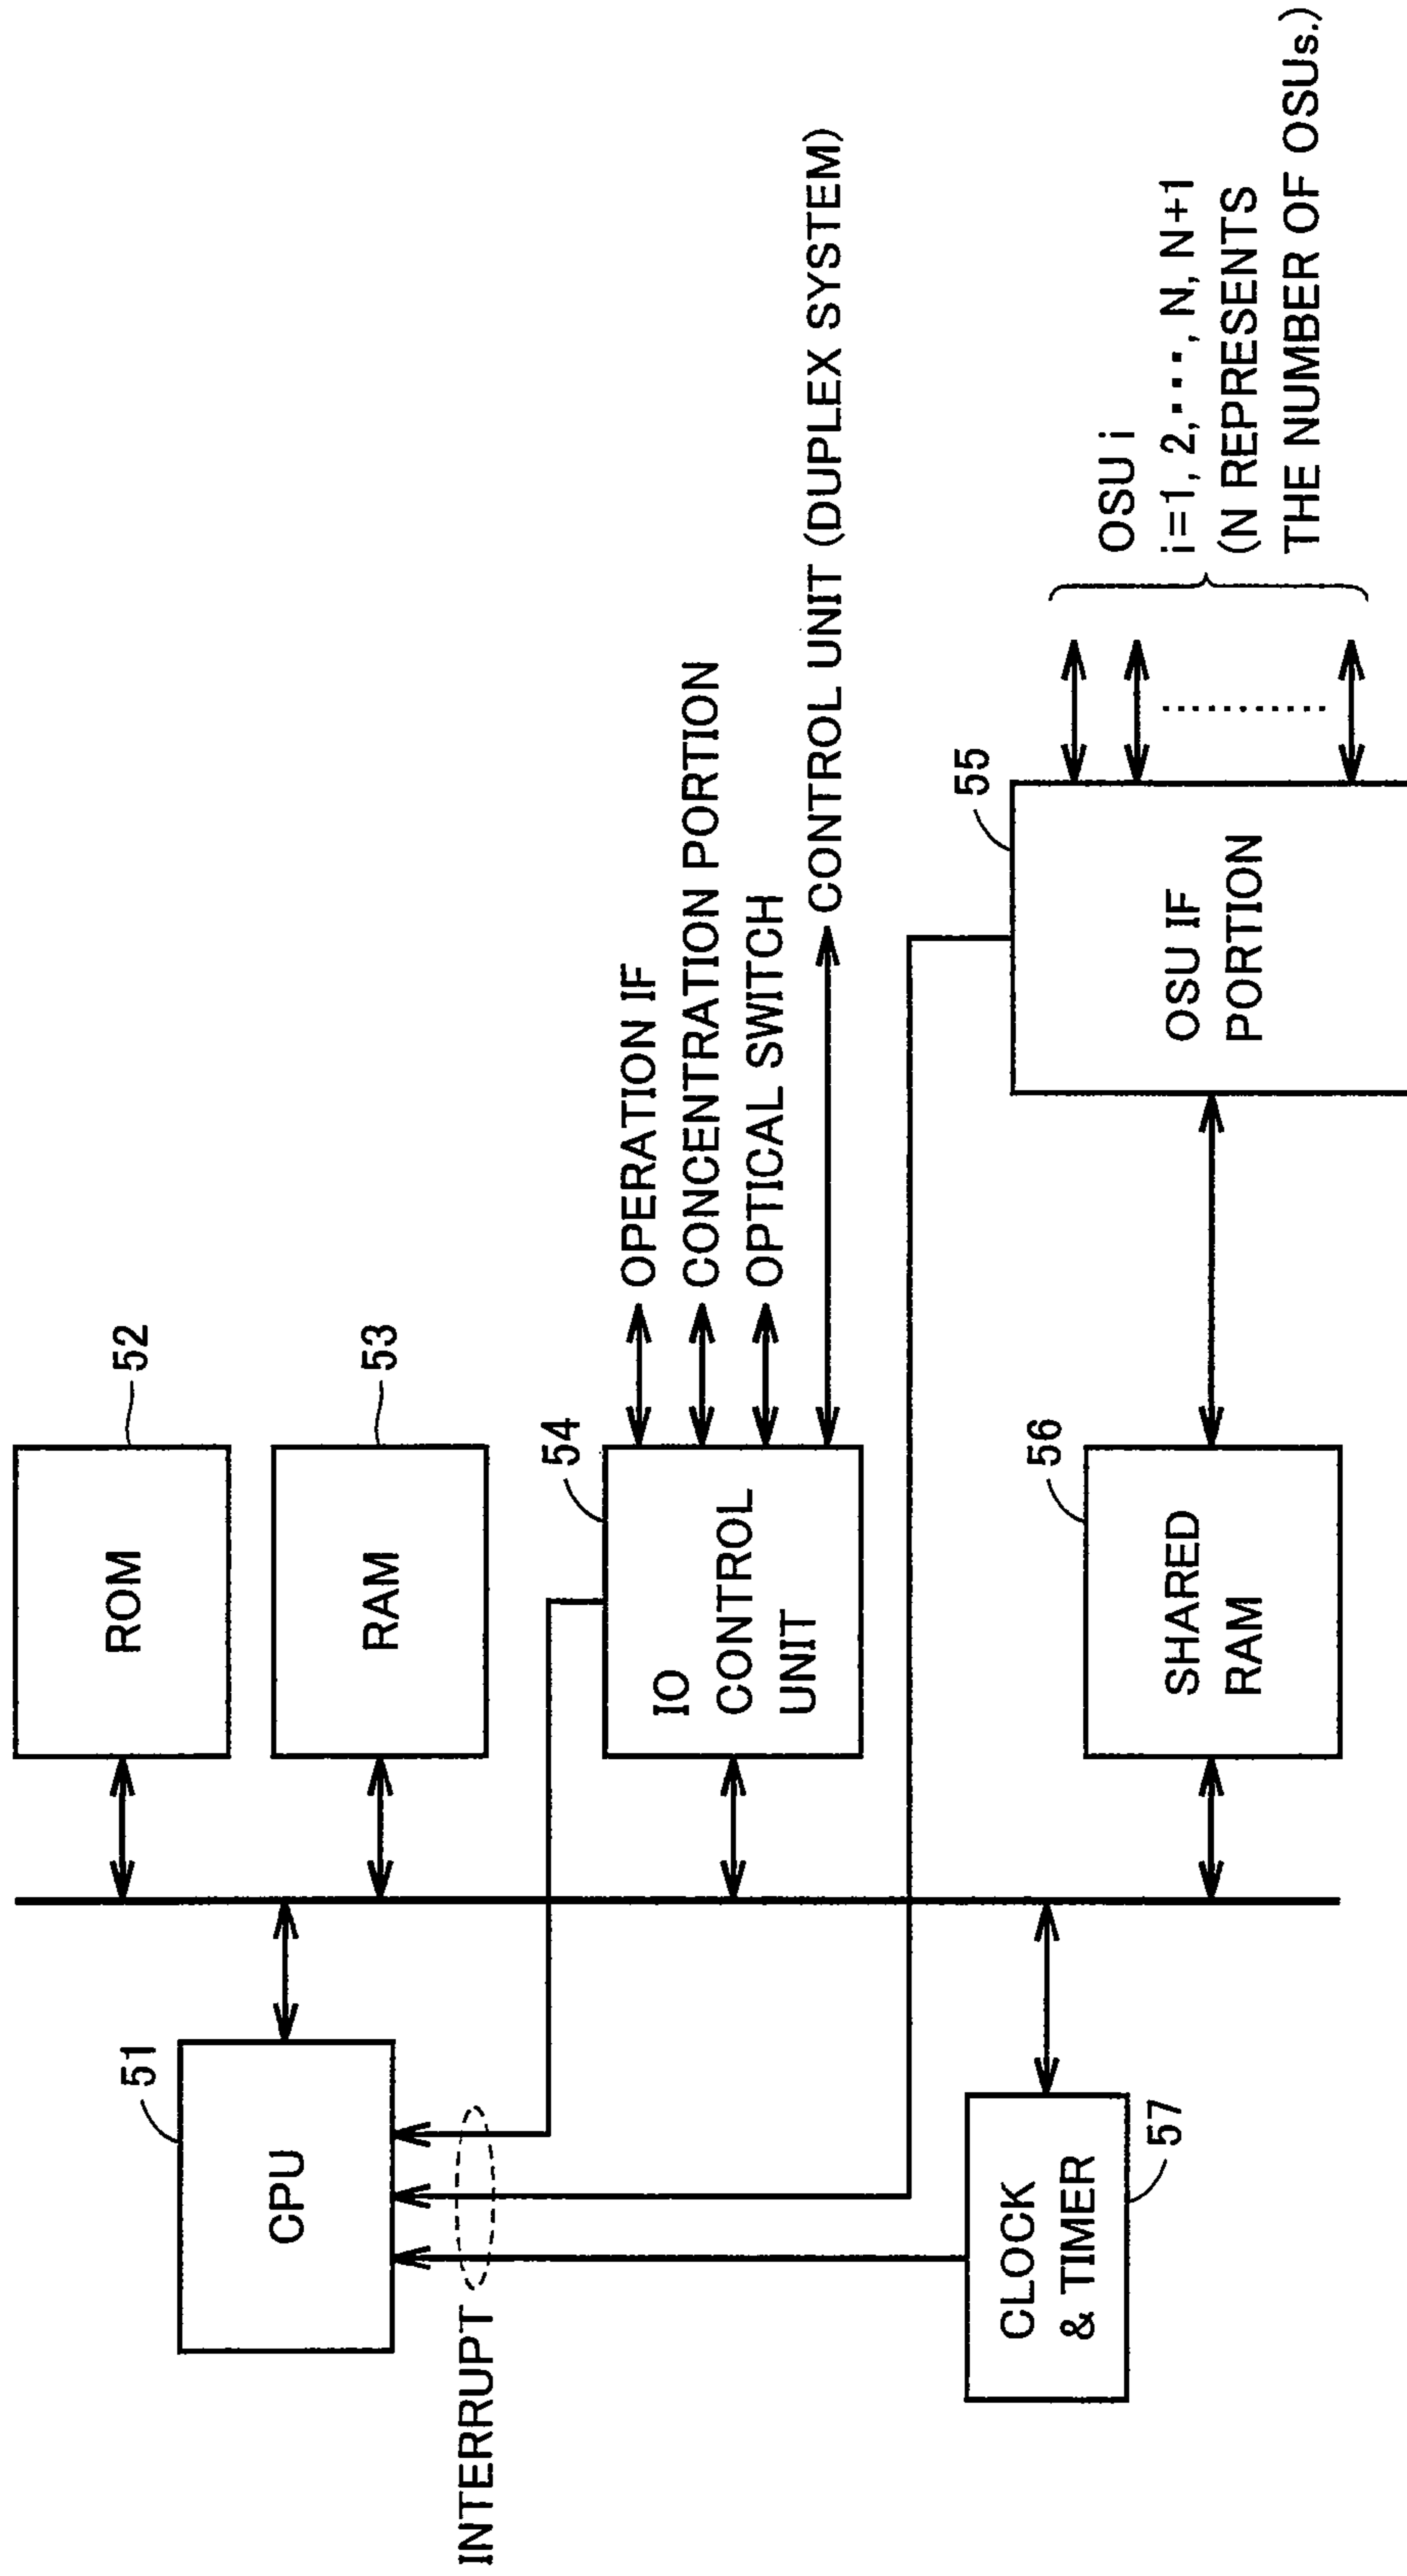 52
ROM
53
RAM
51
CPU
INTERRUPT
54
IO
CONTROL
UNIT
OPERATION IF
CONCENTRATION PORTION
OPTICAL SWITCH
CONTROL UNIT (DUPLEX SYSTEM)
57
CLOCK
& TIMER
56
SHARED
RAM
55
OSU IF
PORTION
OSU i
i=1, 2,･･･, N, N+1
(N REPRESENTS
THE NUMBER OF OSUs.)